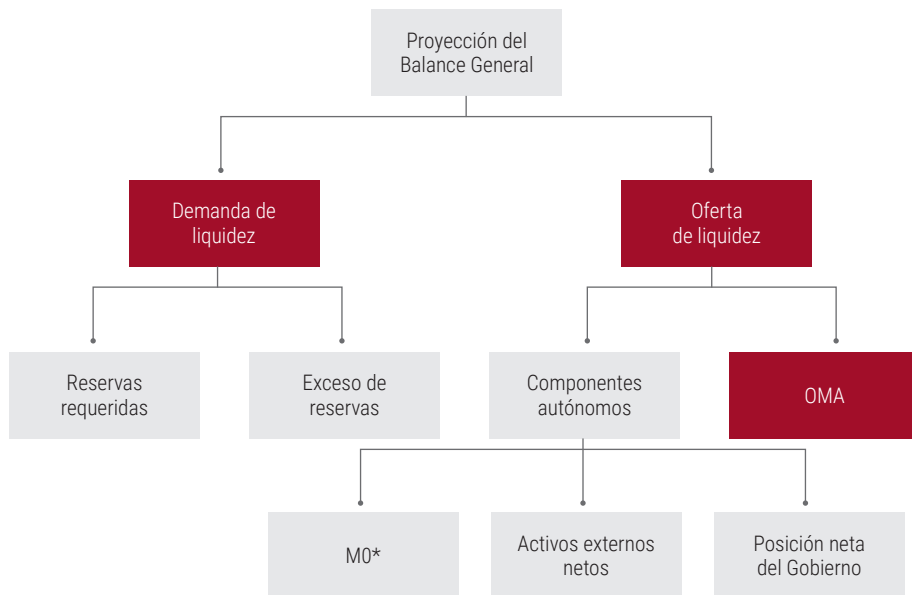 Proyección del
Balance General
Demanda de
liquidez
Oferta
de liquidez
Reservas
requeridas
Exceso de
reservas
Componentes
autónomos
OMA
M0*
Activos externos
netos
Posición neta
del Gobierno